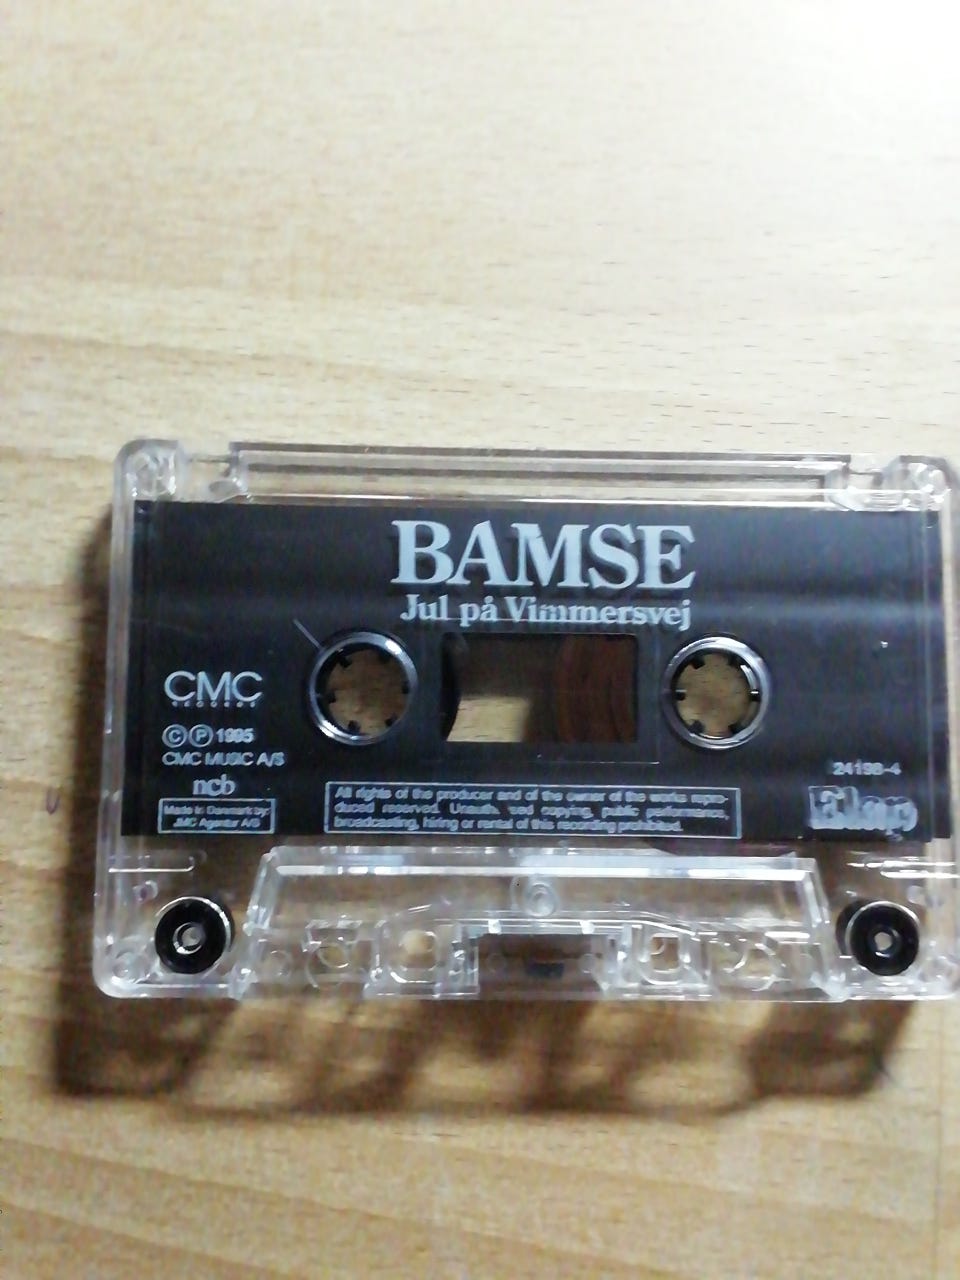 BAMSE
Jul på Vimmersvej
CMC
RECORDS
© ℗ 1995
CMC MUSIC A/S
ncb
Made in Denmark by:
JMC Agentur A/S
All rights of the producer and of the owner of the works repro-
duced reserved. Unauth. and copying, public performance,
broadcasting, hiring or rental of this recording prohibited.
24198-4